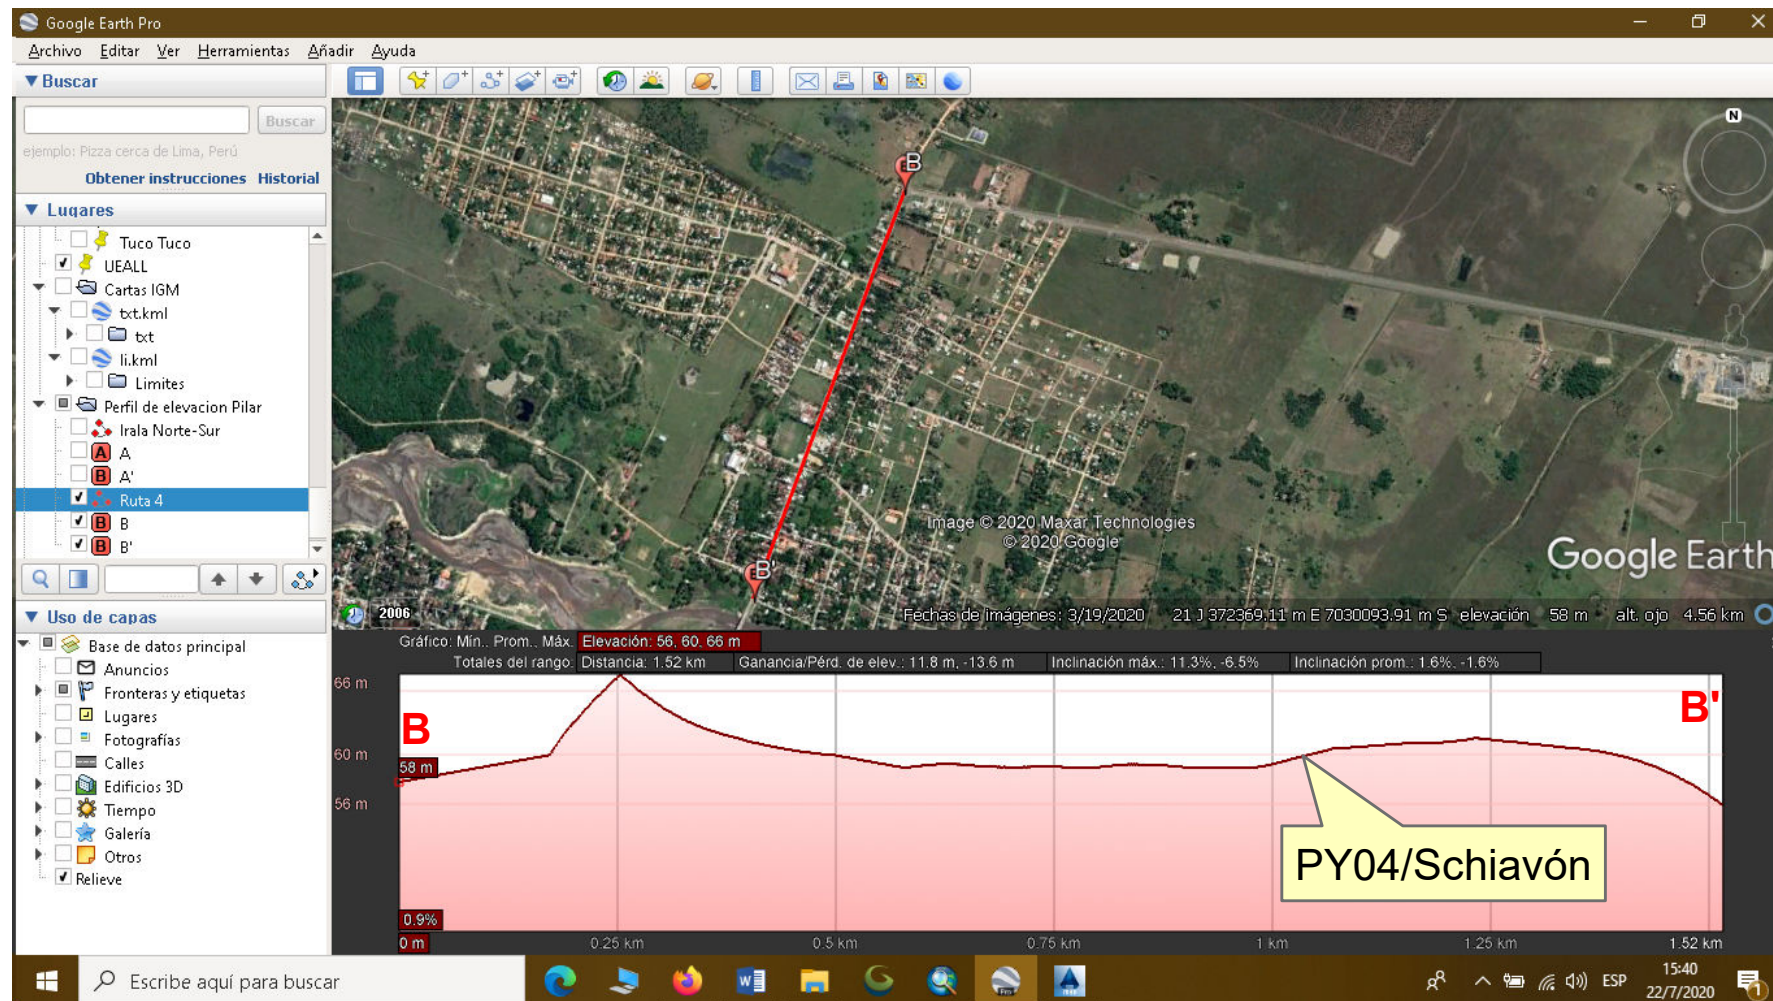 Google Earth Pro
Archivo Editar Ver Herramientas Añadir Ayuda
Buscar
Buscar
ejemplo: Pizza cerca de Lima, Perú
Obtener instrucciones Historial
Lugares
Tuco Tuco
UEALL
Cartas IGM
txt.kml
txt
li.kml
Limites
Perfil de elevacion Pilar
Irala Norte-Sur
A A
B A'
Ruta 4
B B
B B'
Uso de capas
Base de datos principal
Anuncios
Fronteras y etiquetas
Lugares
Fotografías
Calles
Edificios 3D
Tiempo
Galería
Otros
Relieve
N
B
B'
Image © 2020 Maxar Technologies
© 2020 Google
Google Earth
2006
Fechas de imágenes: 3/19/2020 21 J 372369.11 m E 7030093.91 m S elevación 58 m alt. ojo 4.56 km
Gráfico: Mín., Prom., Máx. Elevación: 56, 60, 66 m
Totales del rango: Distancia: 1.52 km Ganancia/Pérd. de elev.: 11.8 m, -13.6 m Inclinación máx.: 11.3%, -6.5% Inclinación prom.: 1.6%, -1.6%
66 m
B B'
60 m
58 m
56 m
PY04/Schiavón
0.9%
0 m 0.25 km 0.5 km 0.75 km 1 km 1.25 km 1.52 km
Escribe aquí para buscar
ESP
15:40
22/7/2020
1